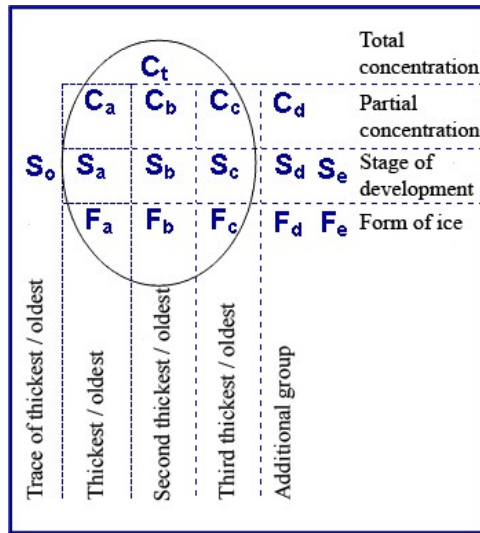 Ct
Total
concentration
Ca Cb Cc Cd
Partial
concentration
So Sa Sb Sc Sd Se
Stage of
development
Fa Fb Fc Fd Fe
Form of ice
Trace of thickest / oldest
Thickest / oldest
Second thickest / oldest
Third thickest / oldest
Additional group